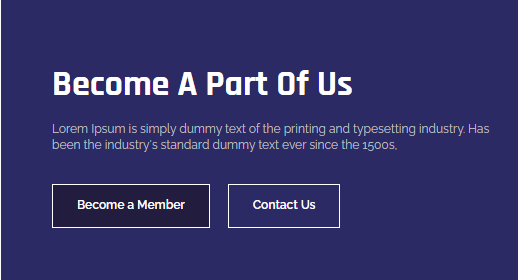 Become A Part Of Us
Lorem Ipsum is simply dummy text of the printing and typesetting industry. Has
been the industry's standard dummy text ever since the 1500s,
Become a Member
Contact Us